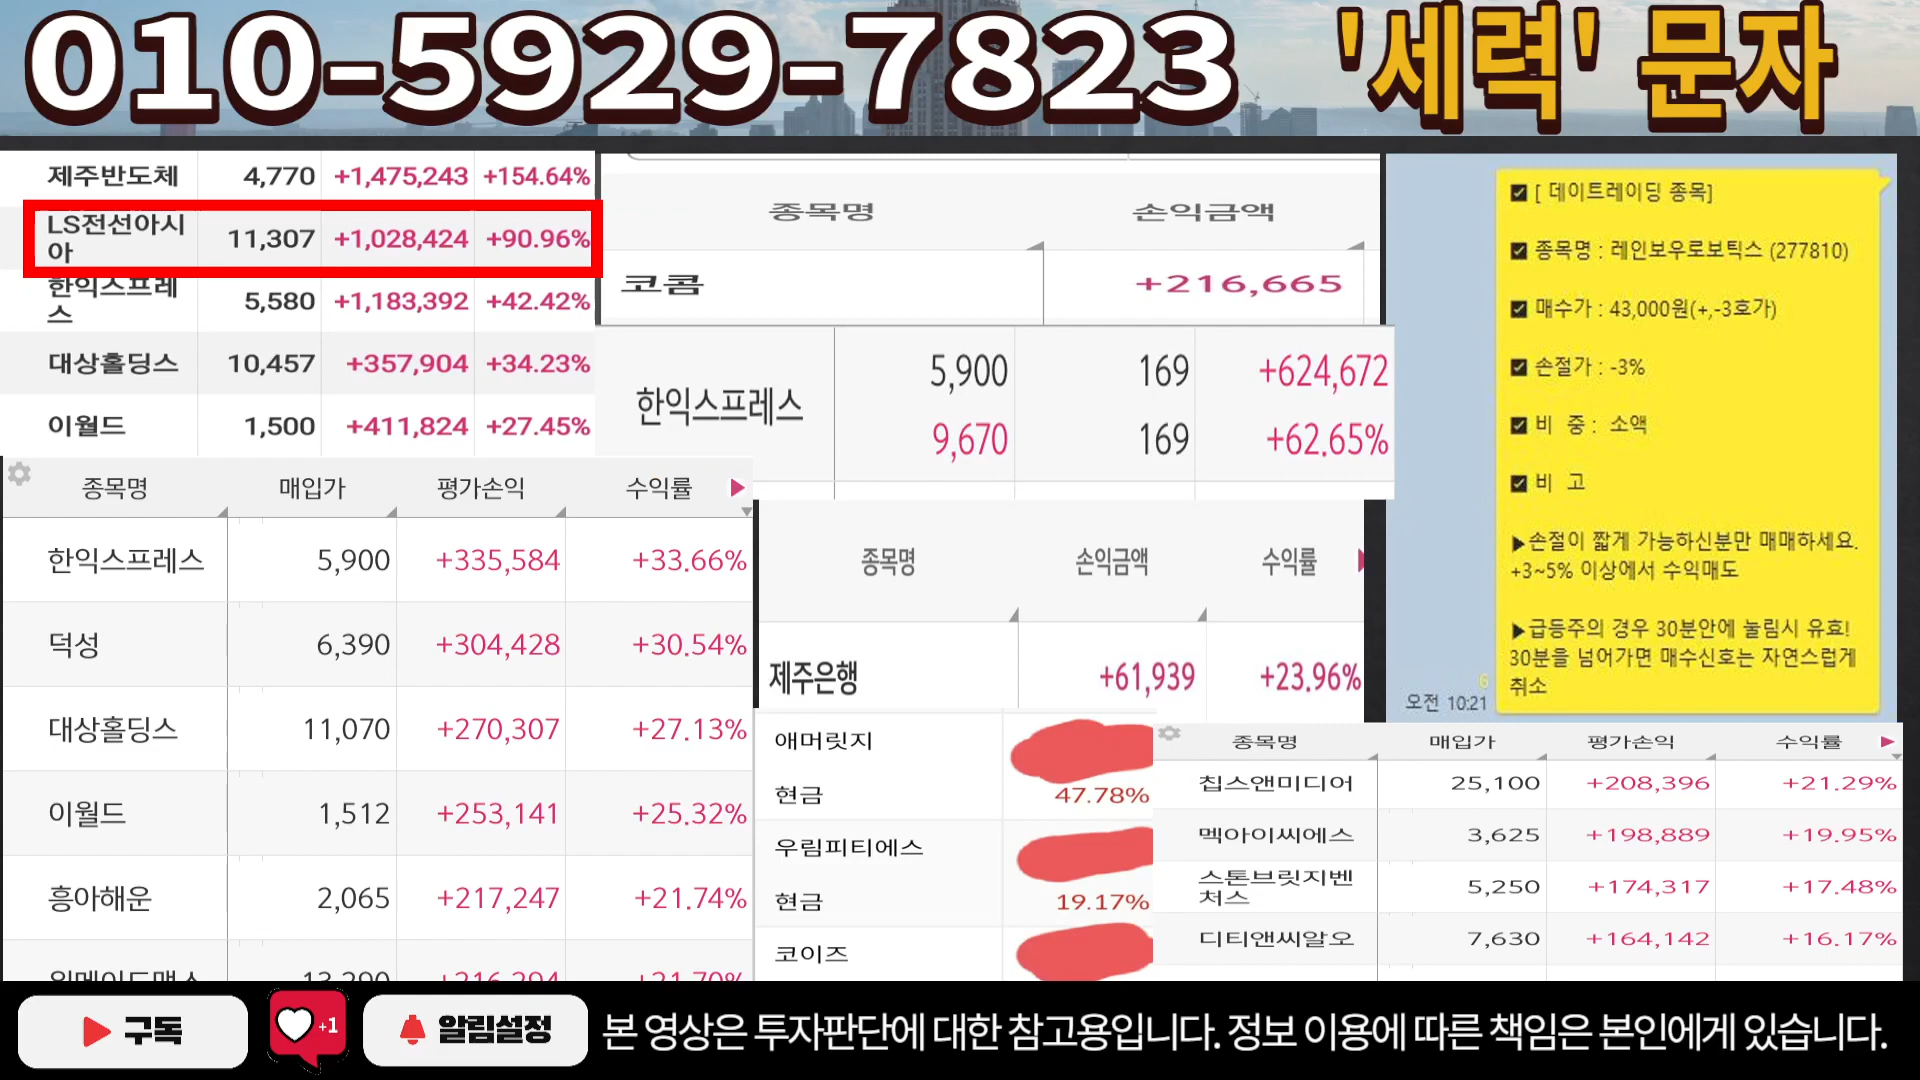 010-5929-7823 '세력' 문자
제주반도체 4,770 +1,475,243 +154.64%
LS전선아시아 11,307 +1,028,424 +90.96%
한익스프레스 5,580 +1,183,392 +42.42%
대상홀딩스 10,457 +357,904 +34.23%
이월드 1,500 +411,824 +27.45%
종목명 손익금액
코콤 +216,665
한익스프레스 5,900 169 +624,672
9,670 169 +62.65%
종목명 매입가 평가손익 수익률
한익스프레스 5,900 +335,584 +33.66%
덕성 6,390 +304,428 +30.54%
대상홀딩스 11,070 +270,307 +27.13%
이월드 1,512 +253,141 +25.32%
흥아해운 2,065 +217,247 +21.74%
종목명 손익금액 수익률
제주은행 +61,939 +23.96%
애머릿지
현금 47.78%
우림피티에스
현금 19.17%
코이즈
[ 데이트레이딩 종목]
종목명 : 레인보우로보틱스 (277810)
매수가 : 43,000원(+,-3호가)
손절가 : -3%
비 중 : 소액
비 고
▶손절이 짧게 가능하신분만 매매하세요.
+3~5% 이상에서 수익매도
▶급등주의 경우 30분안에 눌림시 유효!
30분을 넘어가면 매수신호는 자연스럽게
취소
6
오전 10:21
종목명 매입가 평가손익 수익률
칩스앤미디어 25,100 +208,396 +21.29%
멕아이씨에스 3,625 +198,889 +19.95%
스톤브릿지벤처스 5,250 +174,317 +17.48%
디티앤씨알오 7,630 +164,142 +16.17%
구독 +1 알림설정 본 영상은 투자판단에 대한 참고용입니다. 정보 이용에 따른 책임은 본인에게 있습니다.